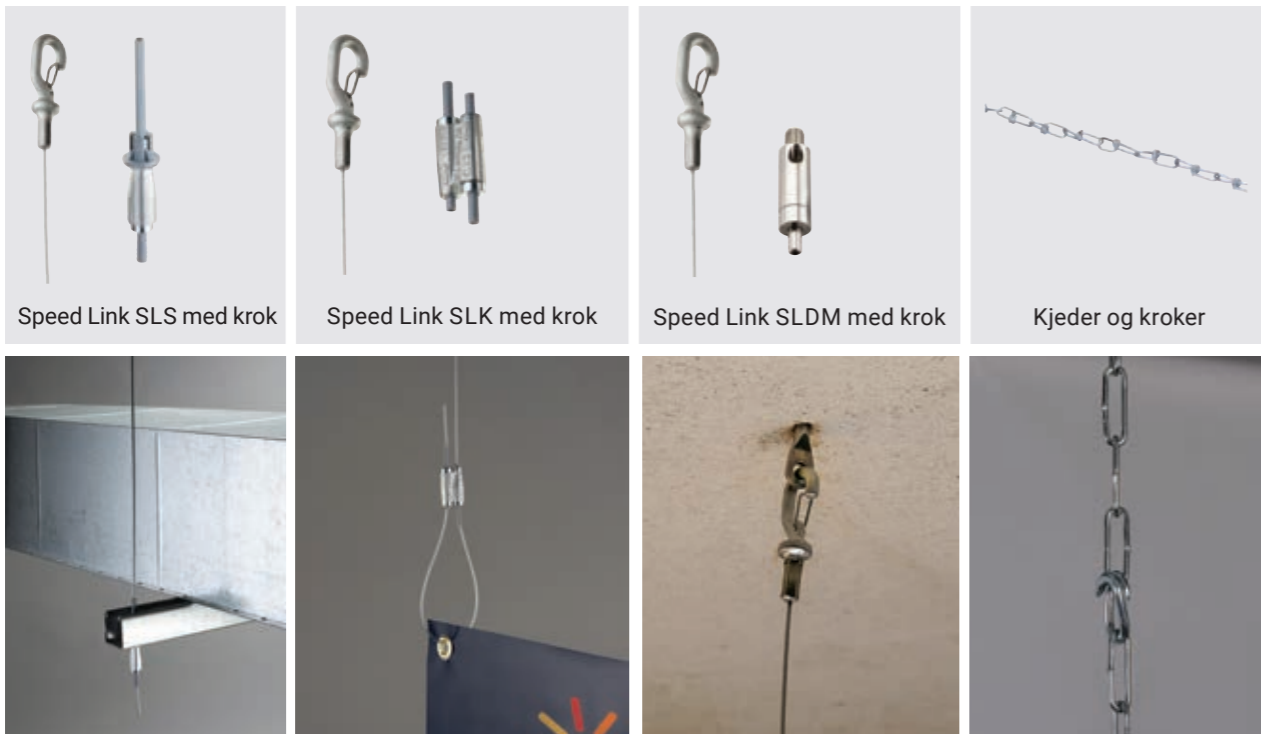 Speed Link SLS med krok
Speed Link SLK med krok
Speed Link SLDM med krok
Kjeder og kroker